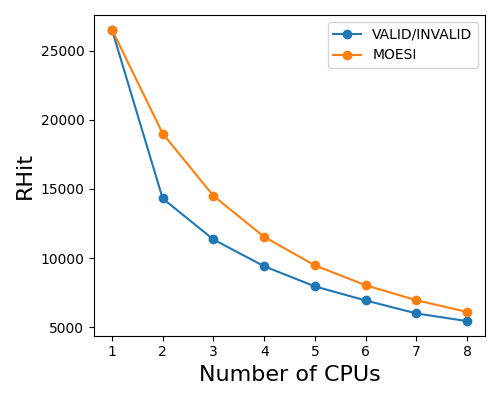 VALID/INVALID
MOESI
RHit
25000
20000
15000
10000
5000
1 2 3 4 5 6 7 8
Number of CPUs